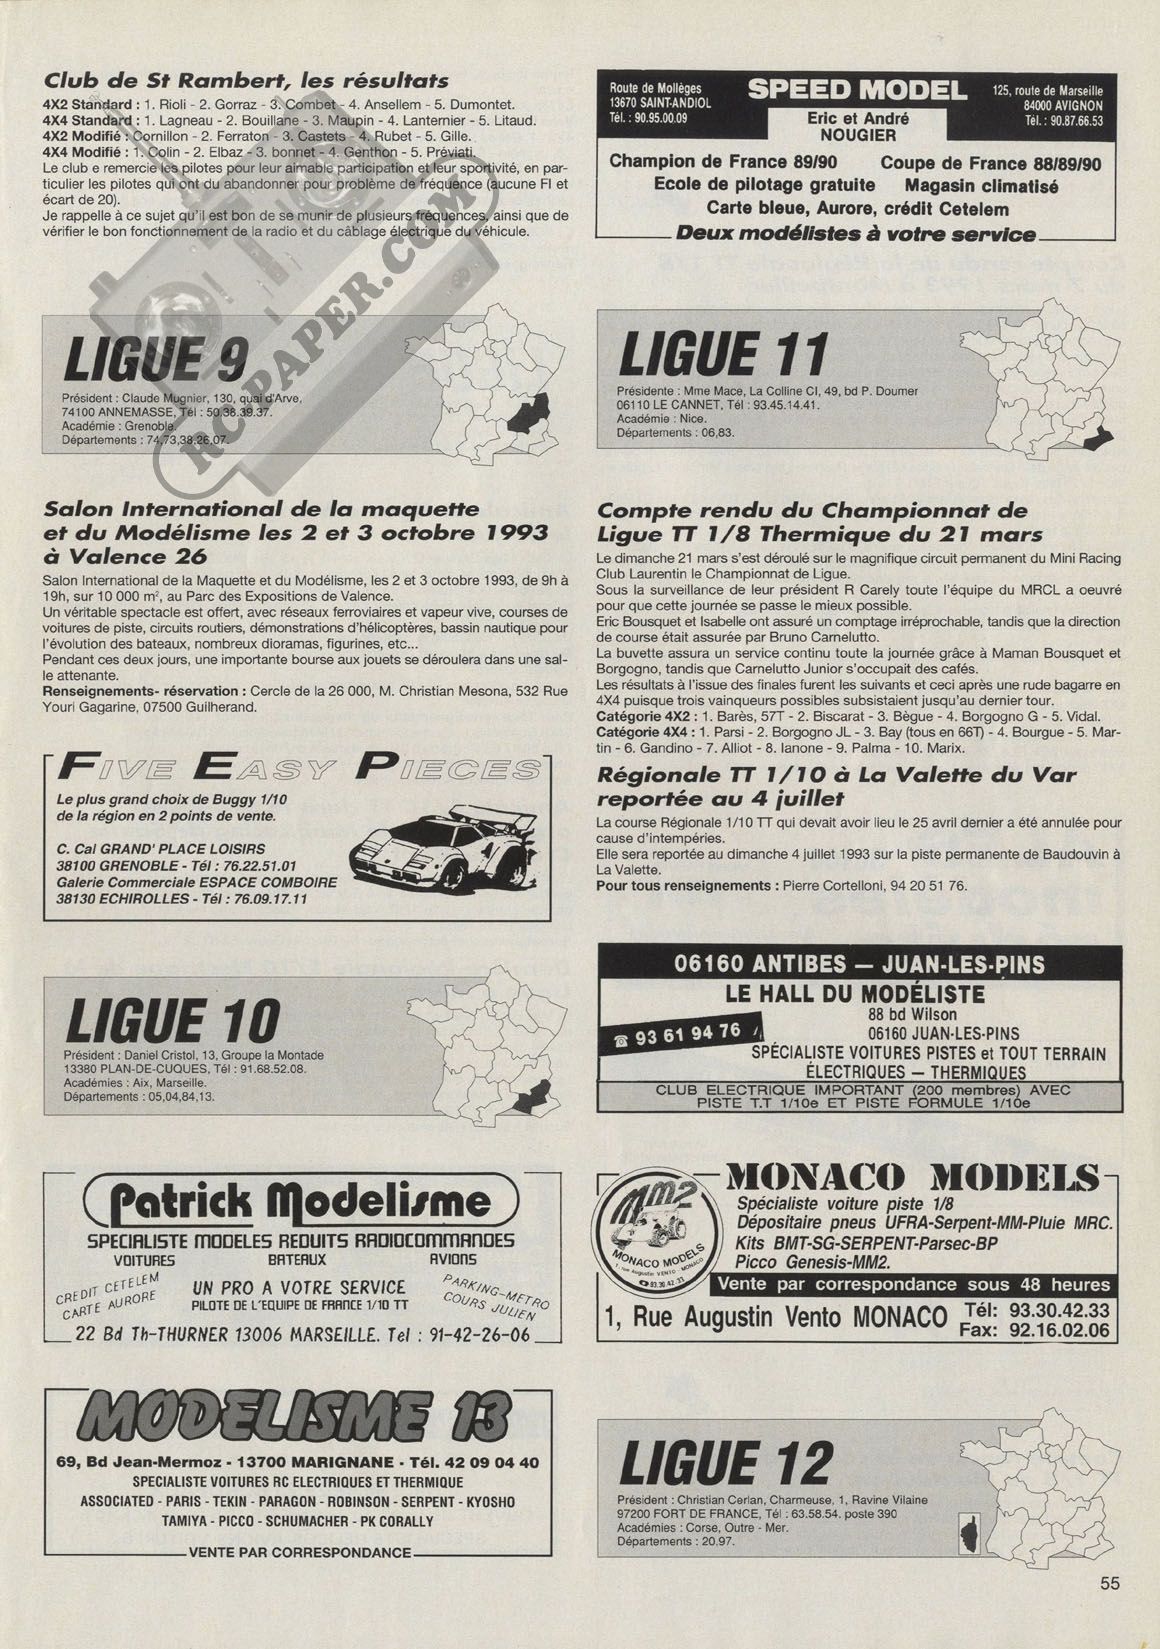 Club de St Rambert, les résultats
4X2 Standard : 1. Rioli - 2. Gorraz - 3. Combet - 4. Ansellem - 5. Dumontet.
4X4 Standard : 1. Lagneau - 2. Bouillane - 3. Maupin - 4. Lantemier - 5. Litaud.
4X2 Modifié : Cornillon - 2. Ferraton - 3. Castets - 4. Rubet - 5. Gille.
4X4 Modifié : 1. Colin - 2. Elbaz - 3. bonnet - 4. Genthon - 5. Préviati.
Le club e remercie les pilotes pour leur aimable participation et leur sportivité, en par-
ticulier les pilotes qui ont du abandonner pour problème de fréquence (aucune FI et
écart de 20).
Je rappelle à ce sujet qu'il est bon de se munir de plusieurs fréquences, ainsi que de
vérifier le bon fonctionnement de la radio et du câblage électrique du véhicule.
RCPAPER.COM
LIGUE 9
Président : Claude Mugnier, 130, quai d'Arve,
74100 ANNEMASSE, Tél : 50.38.39.37.
Académie : Grenoble.
Départements : 74,73,38,26,07.
Salon International de la maquette
et du Modélisme les 2 et 3 octobre 1993
à Valence 26
Salon International de la Maquette et du Modélisme, les 2 et 3 octobre 1993, de 9h à
19h, sur 10 000 m², au Parc des Expositions de Valence.
Un véritable spectacle est offert, avec réseaux ferroviaires et vapeur vive, courses de
voitures de piste, circuits routiers, démonstrations d'hélicoptères, bassin nautique pour
l'évolution des bateaux, nombreux dioramas, figurines, etc...
Pendant ces deux jours, une importante bourse aux jouets se déroulera dans une sal-
le attenante.
Renseignements- réservation : Cercle de la 26 000, M. Christian Mesona, 532 Rue
Youri Gagarine, 07500 Guilherand.
FIVE EASY PIECES
Le plus grand choix de Buggy 1/10
de la région en 2 points de vente.
C. Cal GRAND' PLACE LOISIRS
38100 GRENOBLE - Tél : 76.22.51.01
Galerie Commerciale ESPACE COMBOIRE
38130 ECHIROLLES - Tél : 76.09.17.11
LIGUE 10
Président : Daniel Cristol, 13, Groupe la Montade
13380 PLAN-DE-CUQUES, Tél : 91.68.52.08.
Académies : Aix, Marseille.
Départements : 05,04,84,13.
Patrick Modelisme
SPECIALISTE MODELES REDUITS RADIOCOMMANDES
VOITURES BATEAUX AVIONS
CREDIT CETELEM
CARTE AURORE
UN PRO A VOTRE SERVICE
PILOTE DE L'EQUIPE DE FRANCE 1/10 TT
PARKING-METRO
COURS JULIEN
22 Bd Th-THURNER 13006 MARSEILLE. Tel : 91-42-26-06
MODELISME 13
69, Bd Jean-Mermoz - 13700 MARIGNANE - Tél. 42 09 04 40
SPECIALISTE VOITURES RC ELECTRIQUES ET THERMIQUE
ASSOCIATED - PARIS - TEKIN - PARAGON - ROBINSON - SERPENT - KYOSHO
TAMIYA - PICCO - SCHUMACHER - PK CORALLY
VENTE PAR CORRESPONDANCE
Route de Mollèges
13670 SAINT-ANDIOL
Tél. : 90.95.00.09
SPEED MODEL
Eric et André
NOUGIER
125, route de Marseille
84000 AVIGNON
Tél. : 90.87.66.53
Champion de France 89/90 Coupe de France 88/89/90
Ecole de pilotage gratuite Magasin climatisé
Carte bleue, Aurore, crédit Cetelem
Deux modélistes à votre service
LIGUE 11
Présidente : Mme Mace, La Colline CI, 49, bd P. Doumer
06110 LE CANNET, Tél : 93.45.14.41.
Académie : Nice.
Départements : 06,83.
Compte rendu du Championnat de
Ligue TT 1/8 Thermique du 21 mars
Le dimanche 21 mars s'est déroulé sur le magnifique circuit permanent du Mini Racing
Club Laurentin le Championnat de Ligue.
Sous la surveillance de leur président R Carely toute l'équipe du MRCL a oeuvré
pour que cette journée se passe le mieux possible.
Eric Bousquet et Isabelle ont assuré un comptage irréprochable, tandis que la direction
de course était assurée par Bruno Carnelutto.
La buvette assura un service continu toute la journée grâce à Maman Bousquet et
Borgogno, tandis que Carnelutto Junior s'occupait des cafés.
Les résultats à l'issue des finales furent les suivants et ceci après une rude bagarre en
4X4 puisque trois vainqueurs possibles subsistaient jusqu'au dernier tour.
Catégorie 4X2 : 1. Barès, 57T - 2. Biscarat - 3. Bègue - 4. Borgogno G - 5. Vidal.
Catégorie 4X4 : 1. Parsi - 2. Borgogno JL - 3. Bay (tous en 66T) - 4. Bourgue - 5. Mar-
tin - 6. Gandino - 7. Alliot - 8. Ianone - 9. Palma - 10. Marix.
Régionale TT 1/10 à La Valette du Var
reportée au 4 juillet
La course Régionale 1/10 TT qui devait avoir lieu le 25 avril dernier a été annulée pour
cause d'intempéries.
Elle sera reportée au dimanche 4 juillet 1993 sur la piste permanente de Baudouvin à
La Valette.
Pour tous renseignements : Pierre Cortelloni, 94 20 51 76.
06160 ANTIBES — JUAN-LES-PINS
LE HALL DU MODÉLISTE
88 bd Wilson
☎ 93 61 94 76
06160 JUAN-LES-PINS
SPÉCIALISTE VOITURES PISTES et TOUT TERRAIN
ÉLECTRIQUES — THERMIQUES
CLUB ELECTRIQUE IMPORTANT (200 membres) AVEC
PISTE T.T 1/10e ET PISTE FORMULE 1/10e
MM2
MONACO MODELS
1, rue Augustin VENTO - MONACO
93.30.42.33
MONACO MODELS
Spécialiste voiture piste 1/8
Dépositaire pneus UFRA-Serpent-MM-Pluie MRC.
Kits BMT-SG-SERPENT-Parsec-BP
Picco Genesis-MM2.
Vente par correspondance sous 48 heures
1, Rue Augustin Vento MONACO
Tél: 93.30.42.33
Fax: 92.16.02.06
LIGUE 12
Président : Christian Cerlan, Charmeuse, 1, Ravine Vilaine
97200 FORT DE FRANCE, Tél : 63.58.54. poste 390
Académies : Corse, Outre - Mer.
Départements : 20,97.
55